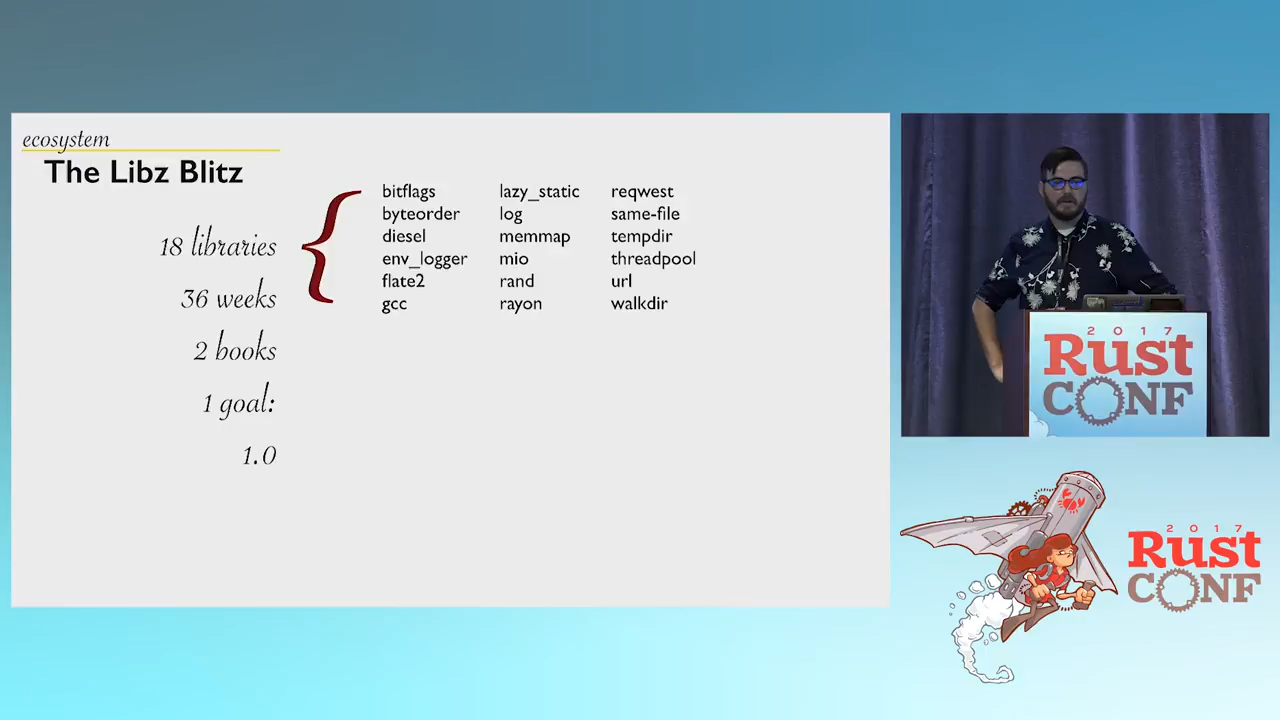 ecosystem
The Libz Blitz
18 libraries
36 weeks
2 books
1 goal:
1.0
bitflags lazy_static reqwest
byteorder log same-file
diesel memmap tempdir
env_logger mio threadpool
flate2 rand url
gcc rayon walkdir
2017
Rust
CONF
2017
Rust
CONF